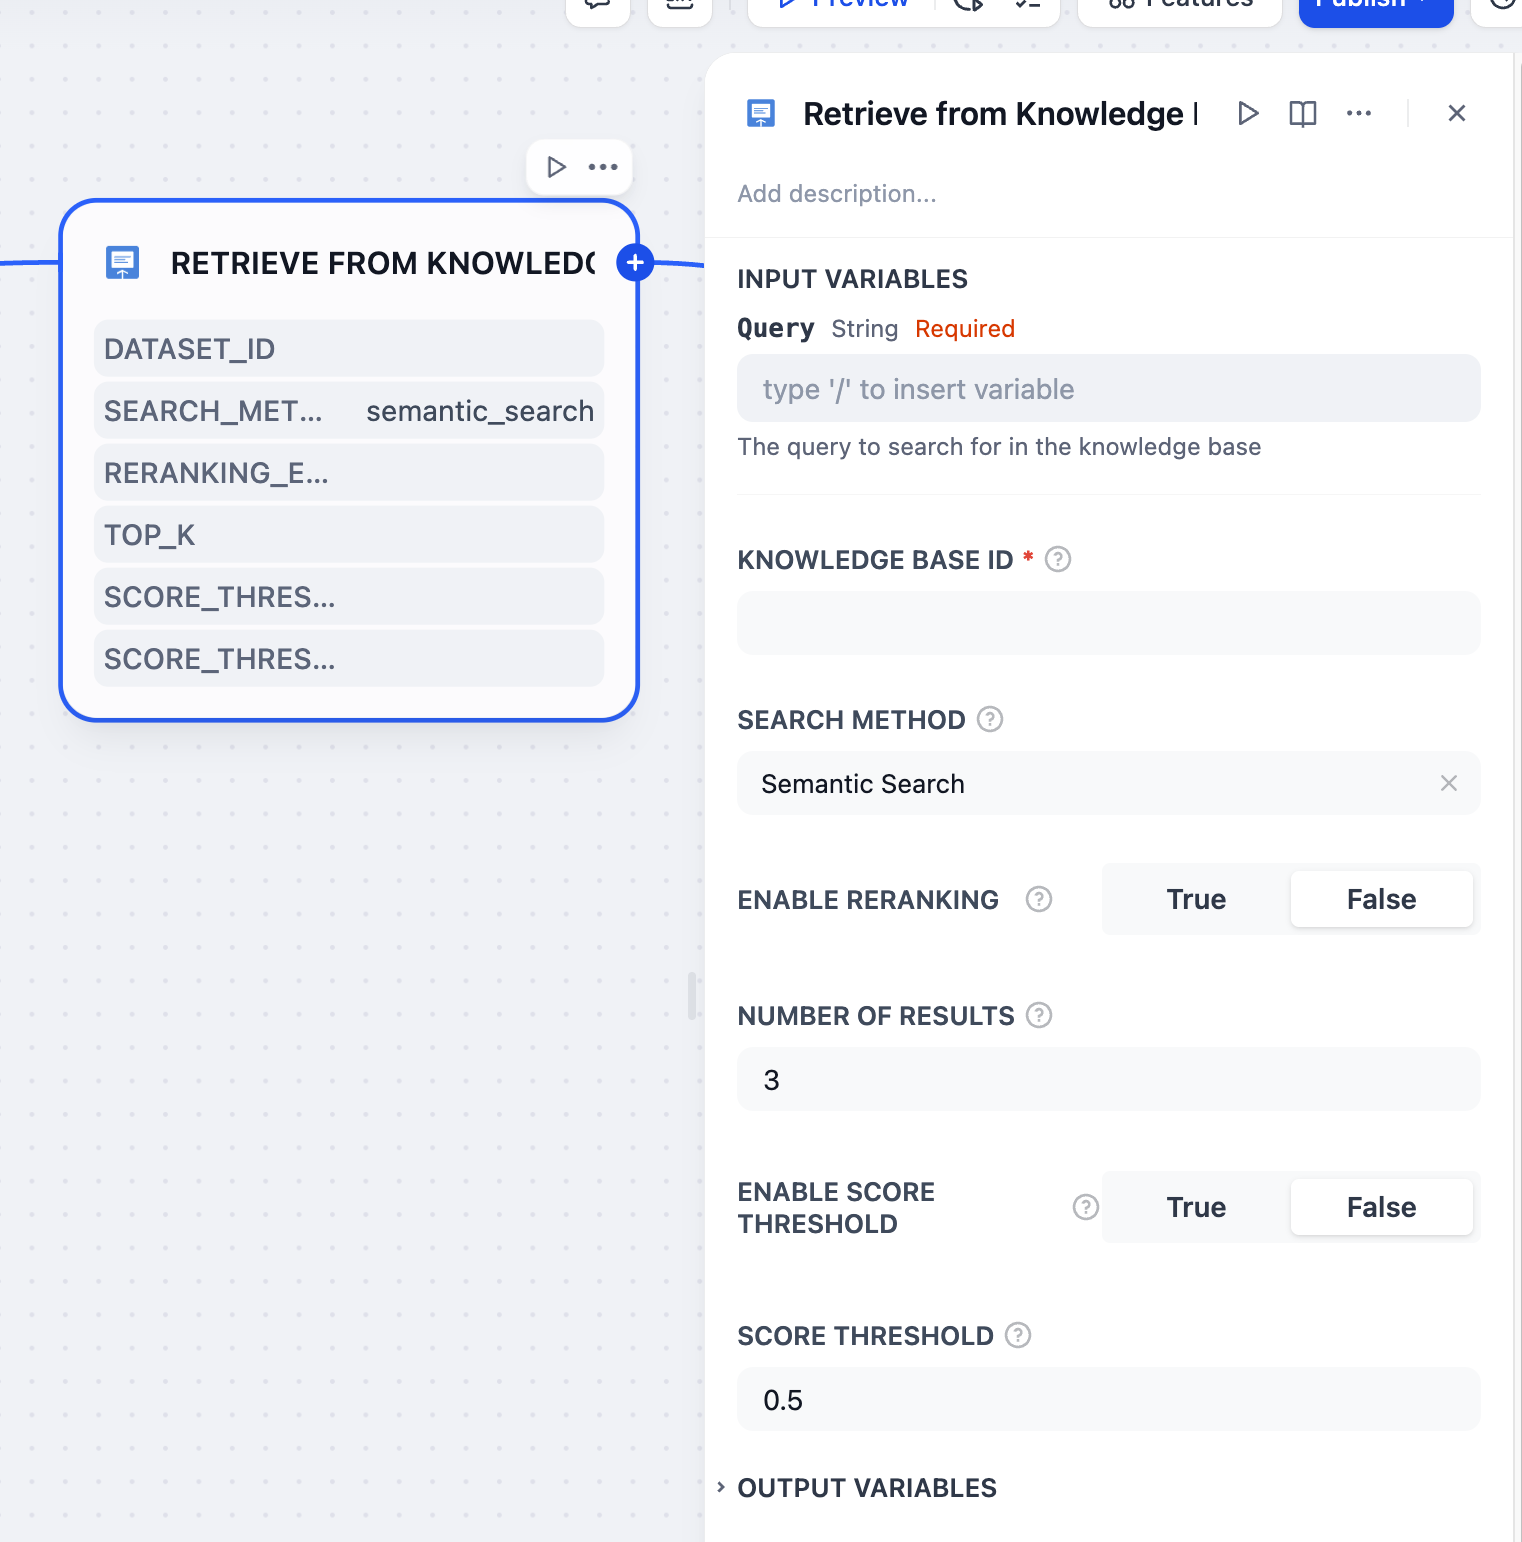 Preview
Features
Publish
Retrieve from Knowledge
Add description...
RETRIEVE FROM KNOWLEDG
DATASET_ID
SEARCH_MET... semantic_search
RERANKING_E...
TOP_K
SCORE_THRES...
SCORE_THRES...
INPUT VARIABLES
Query String Required
type '/' to insert variable
The query to search for in the knowledge base
KNOWLEDGE BASE ID *
SEARCH METHOD
Semantic Search
ENABLE RERANKING True False
NUMBER OF RESULTS
3
ENABLE SCORE
THRESHOLD
True False
SCORE THRESHOLD
0.5
OUTPUT VARIABLES